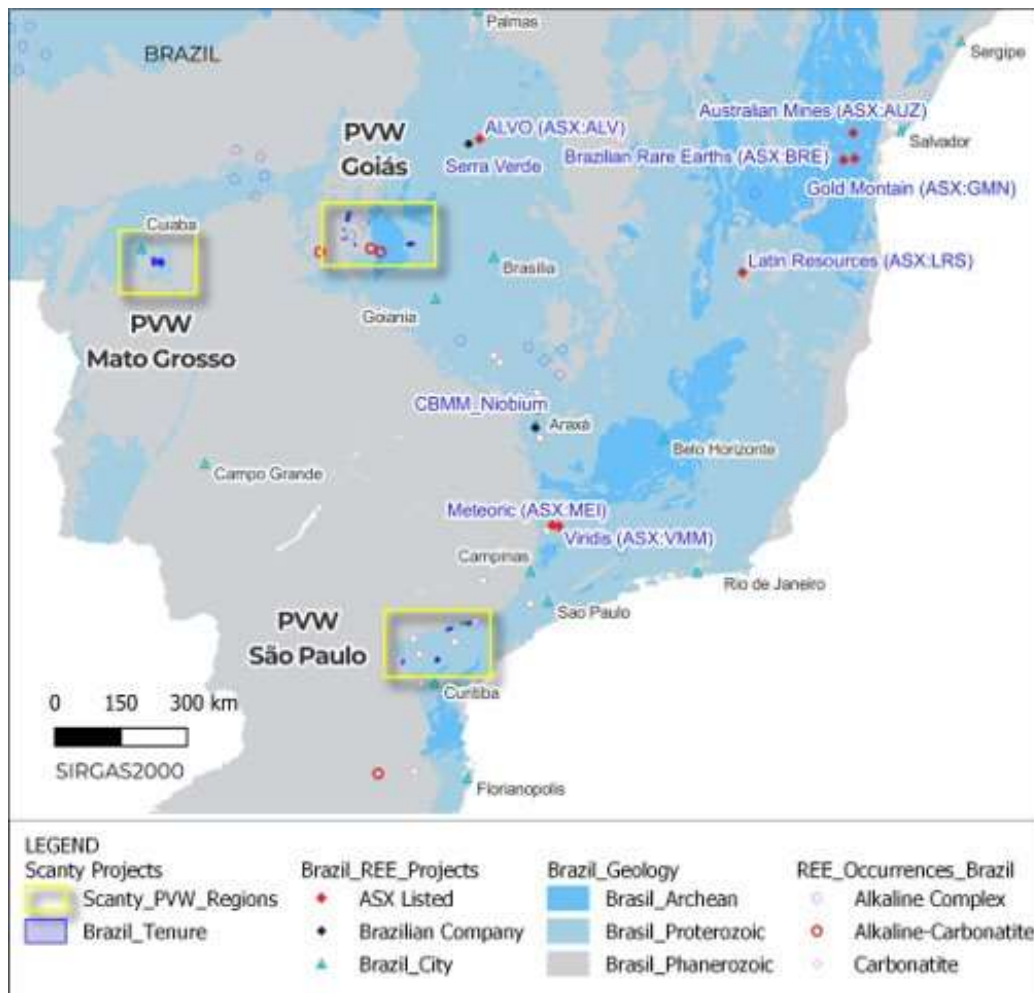 Palmas
BRAZIL
Sergipe
Australian Mines (ASX:AUZ)
PVW
Goiás
ALVO (ASX:ALV)
Salvador
Serra Verde
Brazilian Rare Earths (ASX:BRE)
Gold Montain (ASX:GMN)
Cuiaba
Brasilia
Latin Resources (ASX:LRS)
Goiania
PVW
Mato Grosso
CBMM_Niobium
Araxá
Belo Horizonte
Campo Grande
Meteoric (ASX:MEI)
Viridis (ASX:VMM)
Campinas
Rio de Janeiro
Sao Paulo
PVW
São Paulo
Curitiba
0 150 300 km
SIRGAS2000
Florianopolis
LEGEND
Scanty Projects
Scanty_PVW_Regions
Brazil_Tenure
Brazil_REE_Projects
ASX Listed
Brazilian Company
Brazil_City
Brazil_Geology
Brasil_Archean
Brasil_Proterozoic
Brasil_Phanerozoic
REE_Occurrences_Brazil
Alkaline Complex
Alkaline-Carbonatite
Carbonatite